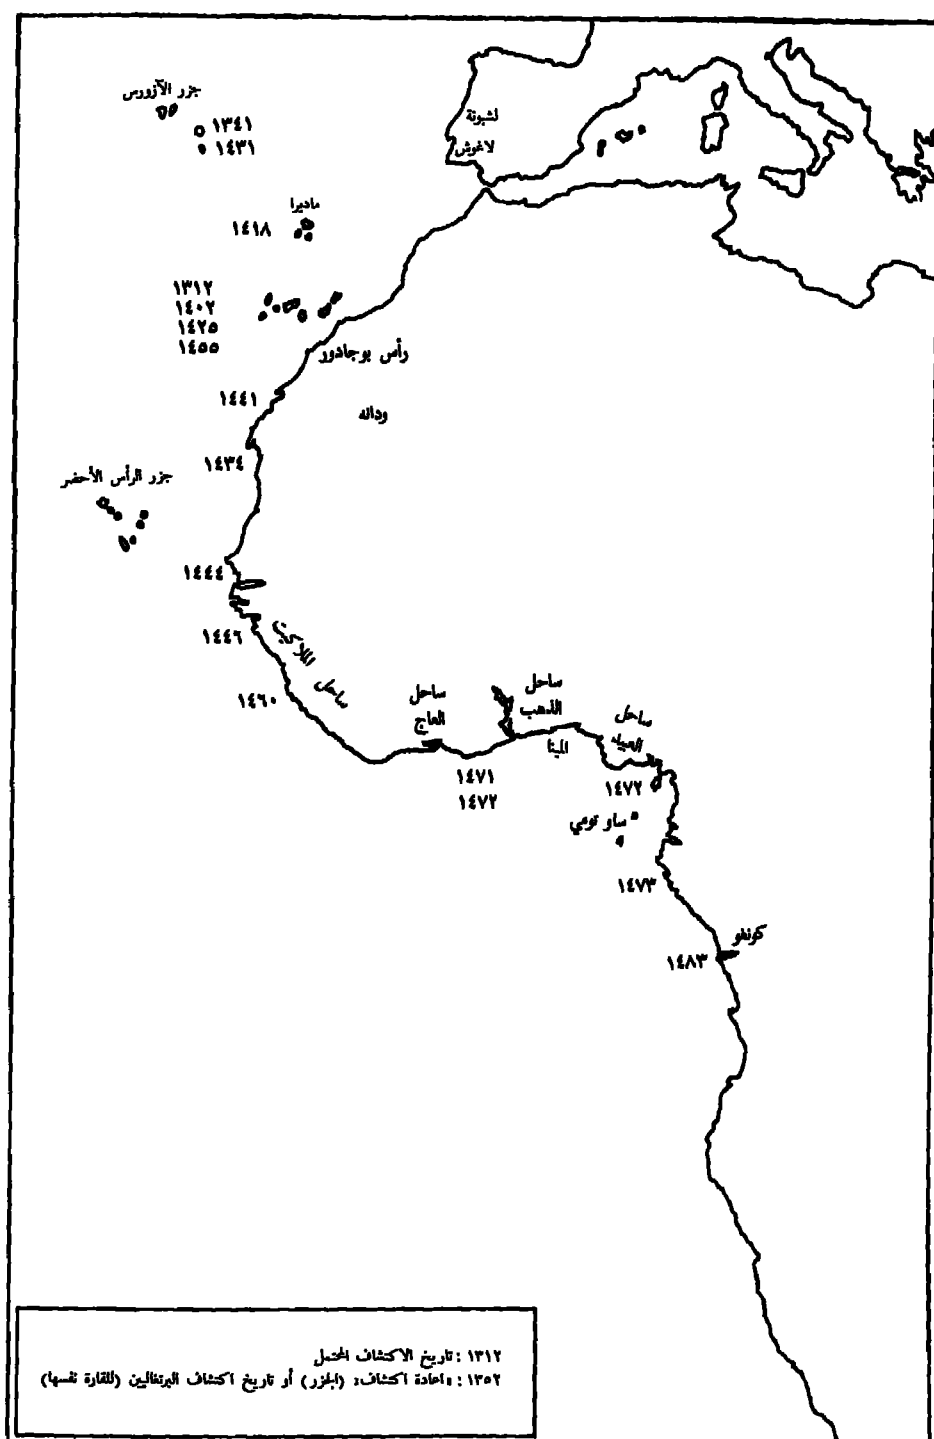 جزر الآزورس
١٣٤١
١٤٣١
لشبونة
لاغوش
ماديرا
١٤١٨
١٣١٢
١٤٠٢
١٤٢٥
١٤٥٥
رأس بوجادور
١٤٤١
ودانه
١٤٣٤
جزر الرأس الأخضر
١٤٤٤
١٤٤٦
ساحل
١٤٦٠
ساحل
العاج
ساحل
الذهب
المينا
ساحل
العبيد
١٤٧١
١٤٧٢
١٤٧٢
ساو تومي
١٤٧٣
كونغو
١٤٨٣
١٣١٢ : تاريخ الاكتشاف المحتمل
١٣٥٢ : «اعادة اكتشاف» (الجزر) أو تاريخ اكتشاف البرتغاليين (للقارة نفسها)